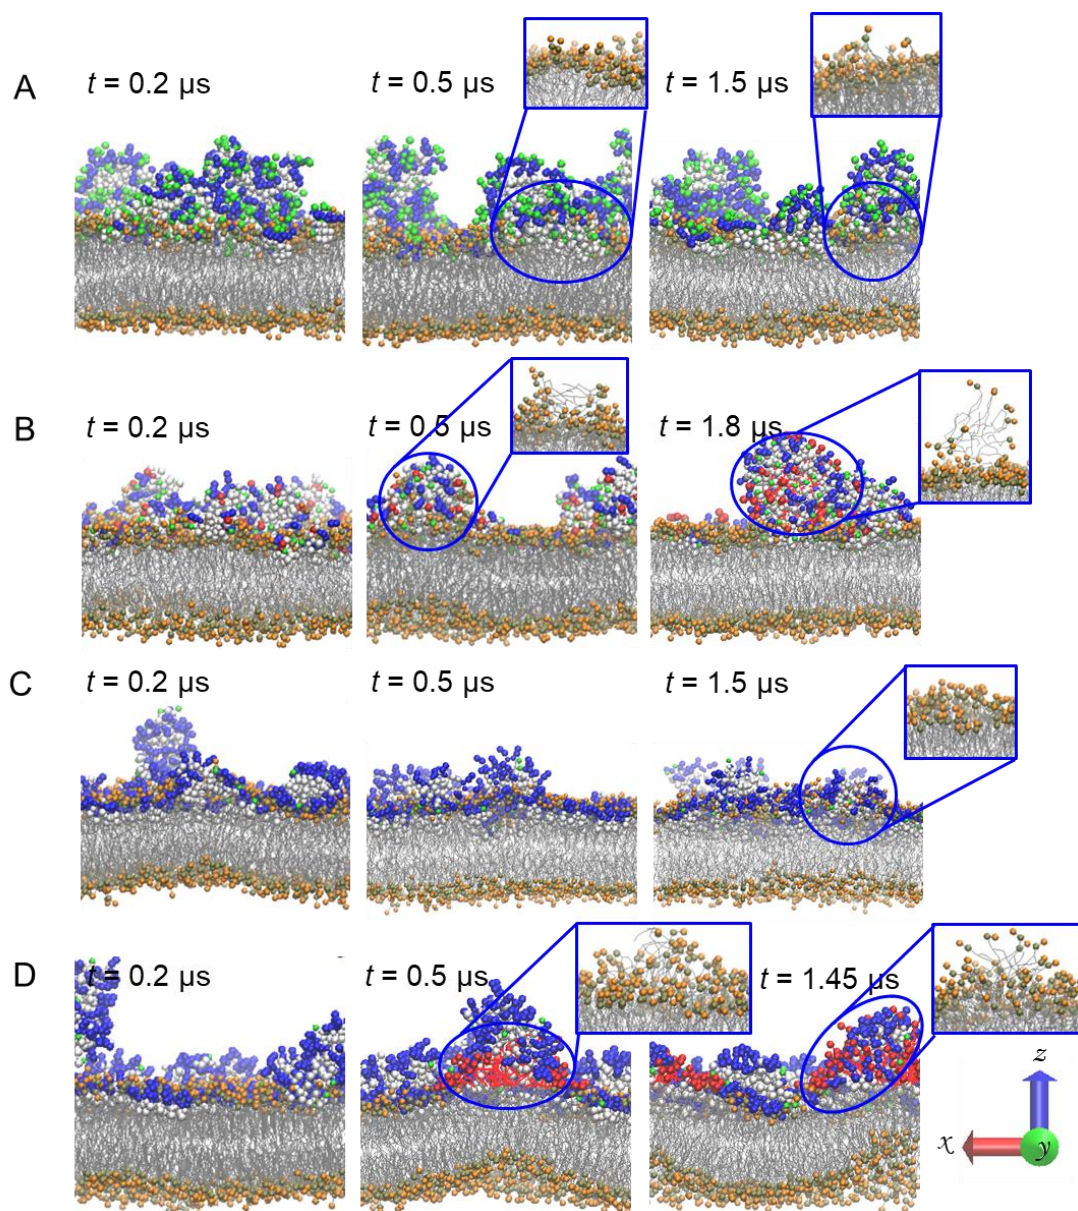 A t = 0.2 µs t = 0.5 µs t = 1.5 µs
B t = 0.2 µs t = 0.5 µs t = 1.8 µs
C t = 0.2 µs t = 0.5 µs t = 1.5 µs
D t = 0.2 µs t = 0.5 µs t = 1.45 µs
z
x y